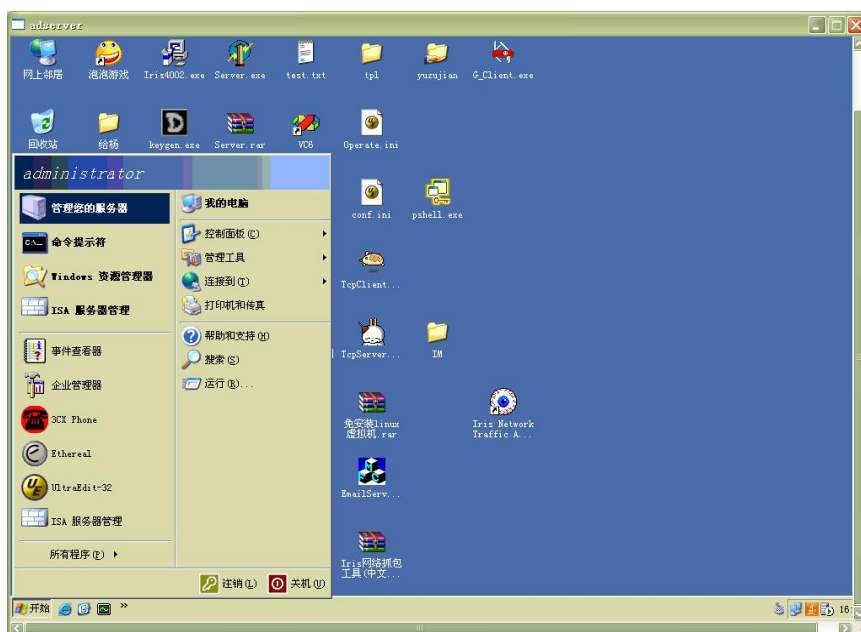 adserver
网上邻居
泡泡游戏
Iris4002.exe
Server.exe
test.txt
tpl
yuzujian
G_Client.exe
回收站
给杨
keygen.exe
Server.rar
VC6
Operate.ini
administrator
管理您的服务器
命令提示符
Windows 资源管理器
ISA 服务器管理
事件查看器
企业管理器
3CX Phone
Ethereal
UltraEdit-32
ISA 服务器管理
所有程序(P)
我的电脑
控制面板(C)
管理工具
连接到(T)
打印机和传真
帮助和支持(H)
搜索(S)
运行(R)...
注销(L)
关机(U)
conf.ini
pshell.exe
TcpClient...
TcpServer...
IM
免安装linux
虚拟机.rar
Iris Network
Traffic A...
EmailServ...
Iris网络抓包
工具(中文...
开始
»
16: